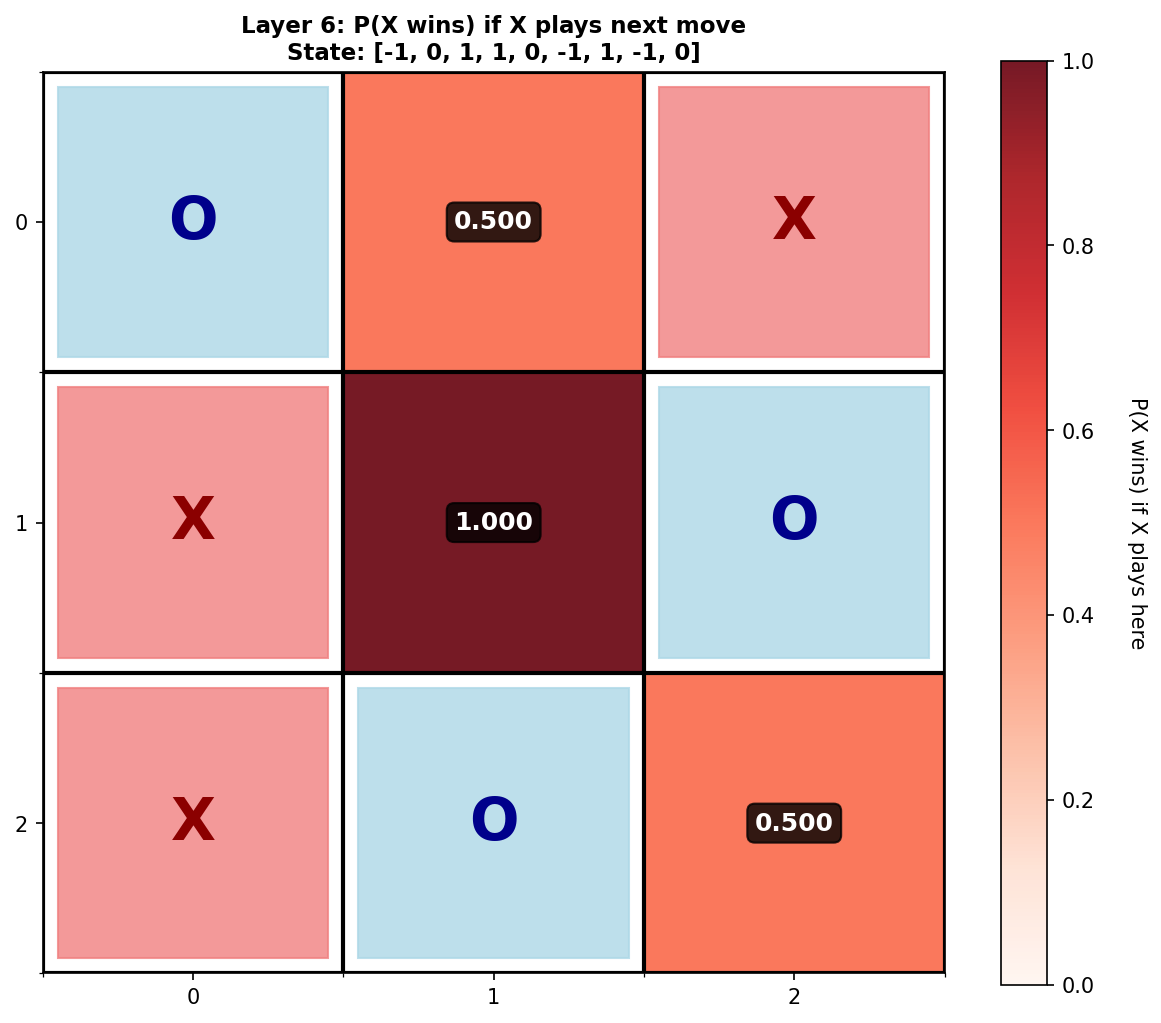 Layer 6: P(X wins) if X plays next move
State: [-1, 0, 1, 1, 0, -1, 1, -1, 0]
O
0.500
X
0
X
1.000
O
1
X
O
0.500
2
0
1
2
1.0
0.8
0.6
0.4
0.2
0.0
P(X wins) if X plays here